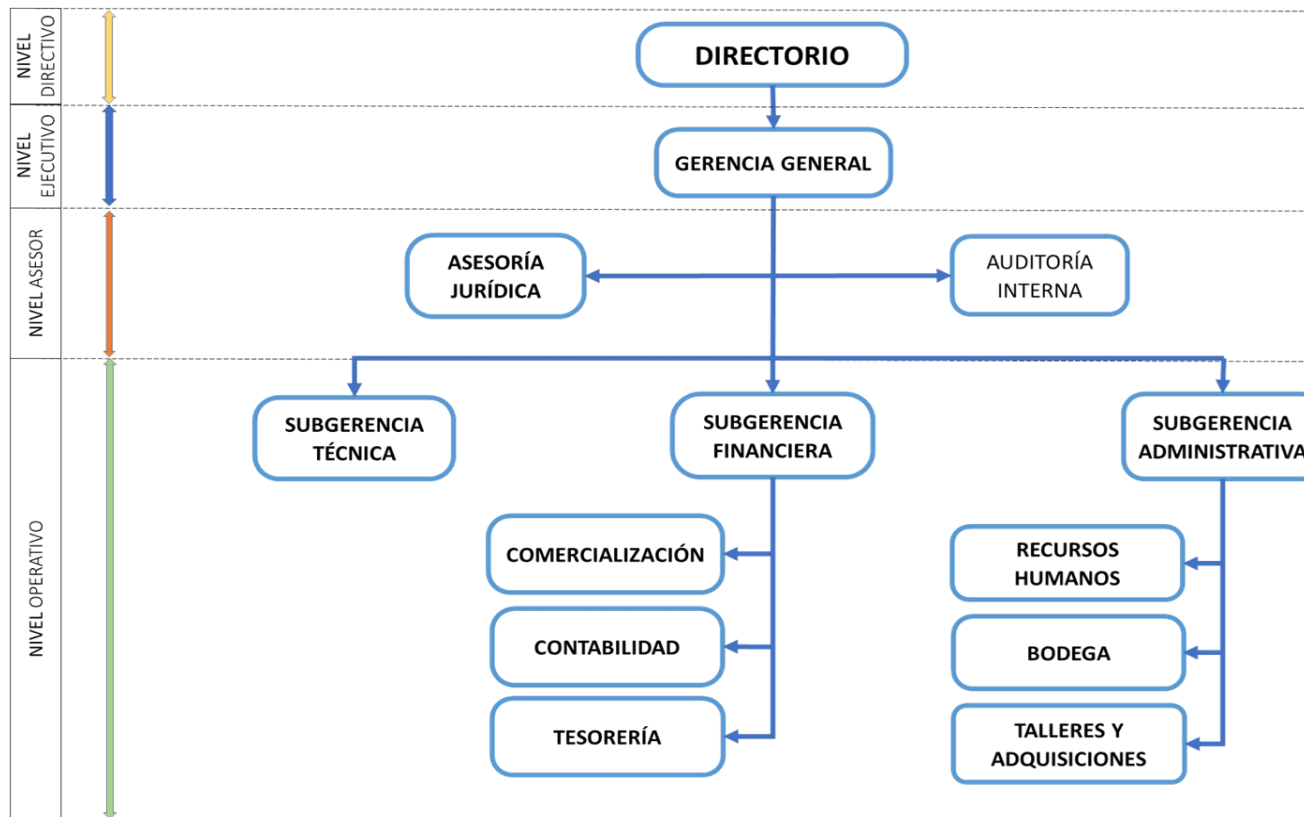 NIVEL
DIRECTIVO
DIRECTORIO
NIVEL
EJECUTIVO
GERENCIA GENERAL
NIVEL ASESOR
ASESORÍA
JURÍDICA
AUDITORÍA
INTERNA
NIVEL OPERATIVO
SUBGERENCIA
TÉCNICA
SUBGERENCIA
FINANCIERA
SUBGERENCIA
ADMINISTRATIVA
COMERCIALIZACIÓN
CONTABILIDAD
TESORERÍA
RECURSOS
HUMANOS
BODEGA
TALLERES Y
ADQUISICIONES